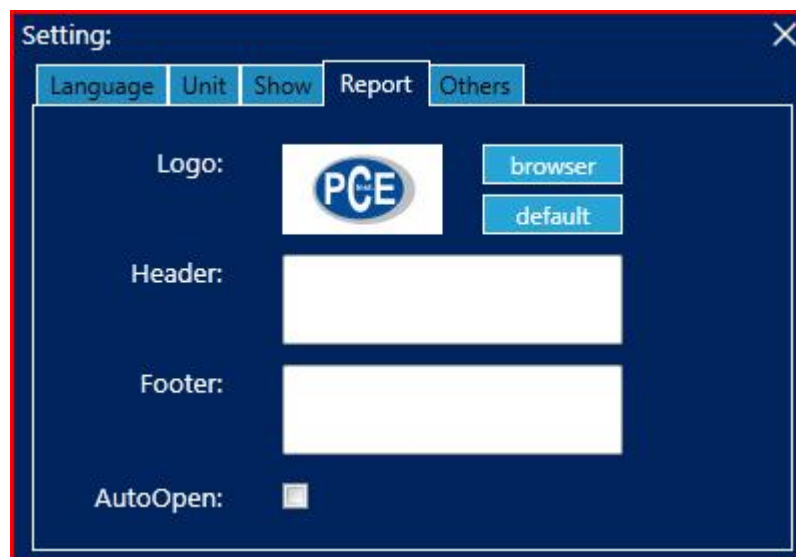 Setting:
Language Unit Show Report Others
Logo: PCE browser
default
Header:
Footer:
AutoOpen: